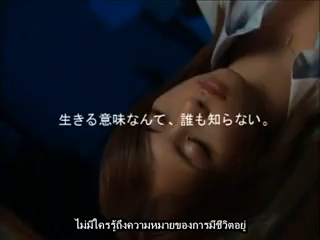 生きる意味なんて、誰も知らない。
ไม่มีใครรู้ถึงความหมายของการมีชีวิตอยู่